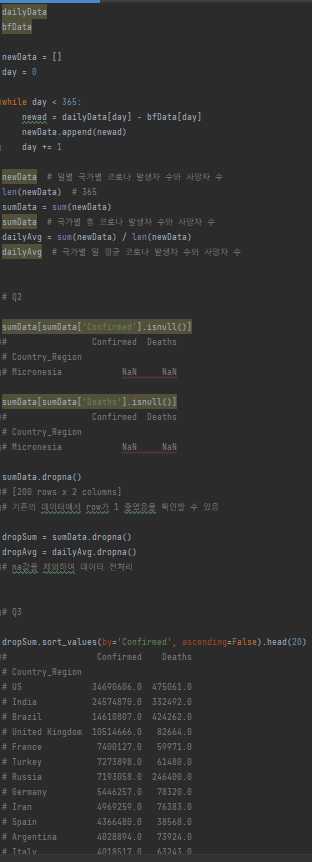 dailyData
bfData
newData = []
day = 0
while day < 365:
newad = dailyData[day] - bfData[day]
newData.append(newad)
day += 1
newData # 일별 국가별 코로나 발생자 수와 사망자 수
len(newData) # 365
sumData = sum(newData)
sumData # 국가별 총 코로나 발생자 수와 사망자 수
dailyAvg = sum(newData) / len(newData)
dailyAvg # 국가별 일 평균 코로나 발생자 수와 사망자 수
# Q2
sumData[sumData['Confirmed'].isnull()]
# Confirmed Deaths
# Country_Region
# Micronesia NaN NaN
sumData[sumData['Deaths'].isnull()]
# Confirmed Deaths
# Country_Region
# Micronesia NaN NaN
sumData.dropna()
# [200 rows x 2 columns]
# 기존의 데이터에서 row가 1 줄었음을 확인할 수 있음
dropSum = sumData.dropna()
dropAvg = dailyAvg.dropna()
# na값을 제외하여 데이터 전처리
# Q3
dropSum.sort_values(by='Confirmed', ascending=False).head(20)
# Confirmed Deaths
# Country_Region
# US 34690606.0 475061.0
# India 24574870.0 332492.0
# Brazil 14610807.0 424262.0
# United Kingdom 10514666.0 82664.0
# France 7400127.0 59971.0
# Turkey 7273898.0 61480.0
# Russia 7193058.0 246400.0
# Germany 5446257.0 78320.0
# Iran 4969259.0 76383.0
# Spain 4366480.0 38568.0
# Argentina 4028894.0 73924.0
# Italy 4018517.0 63243.0